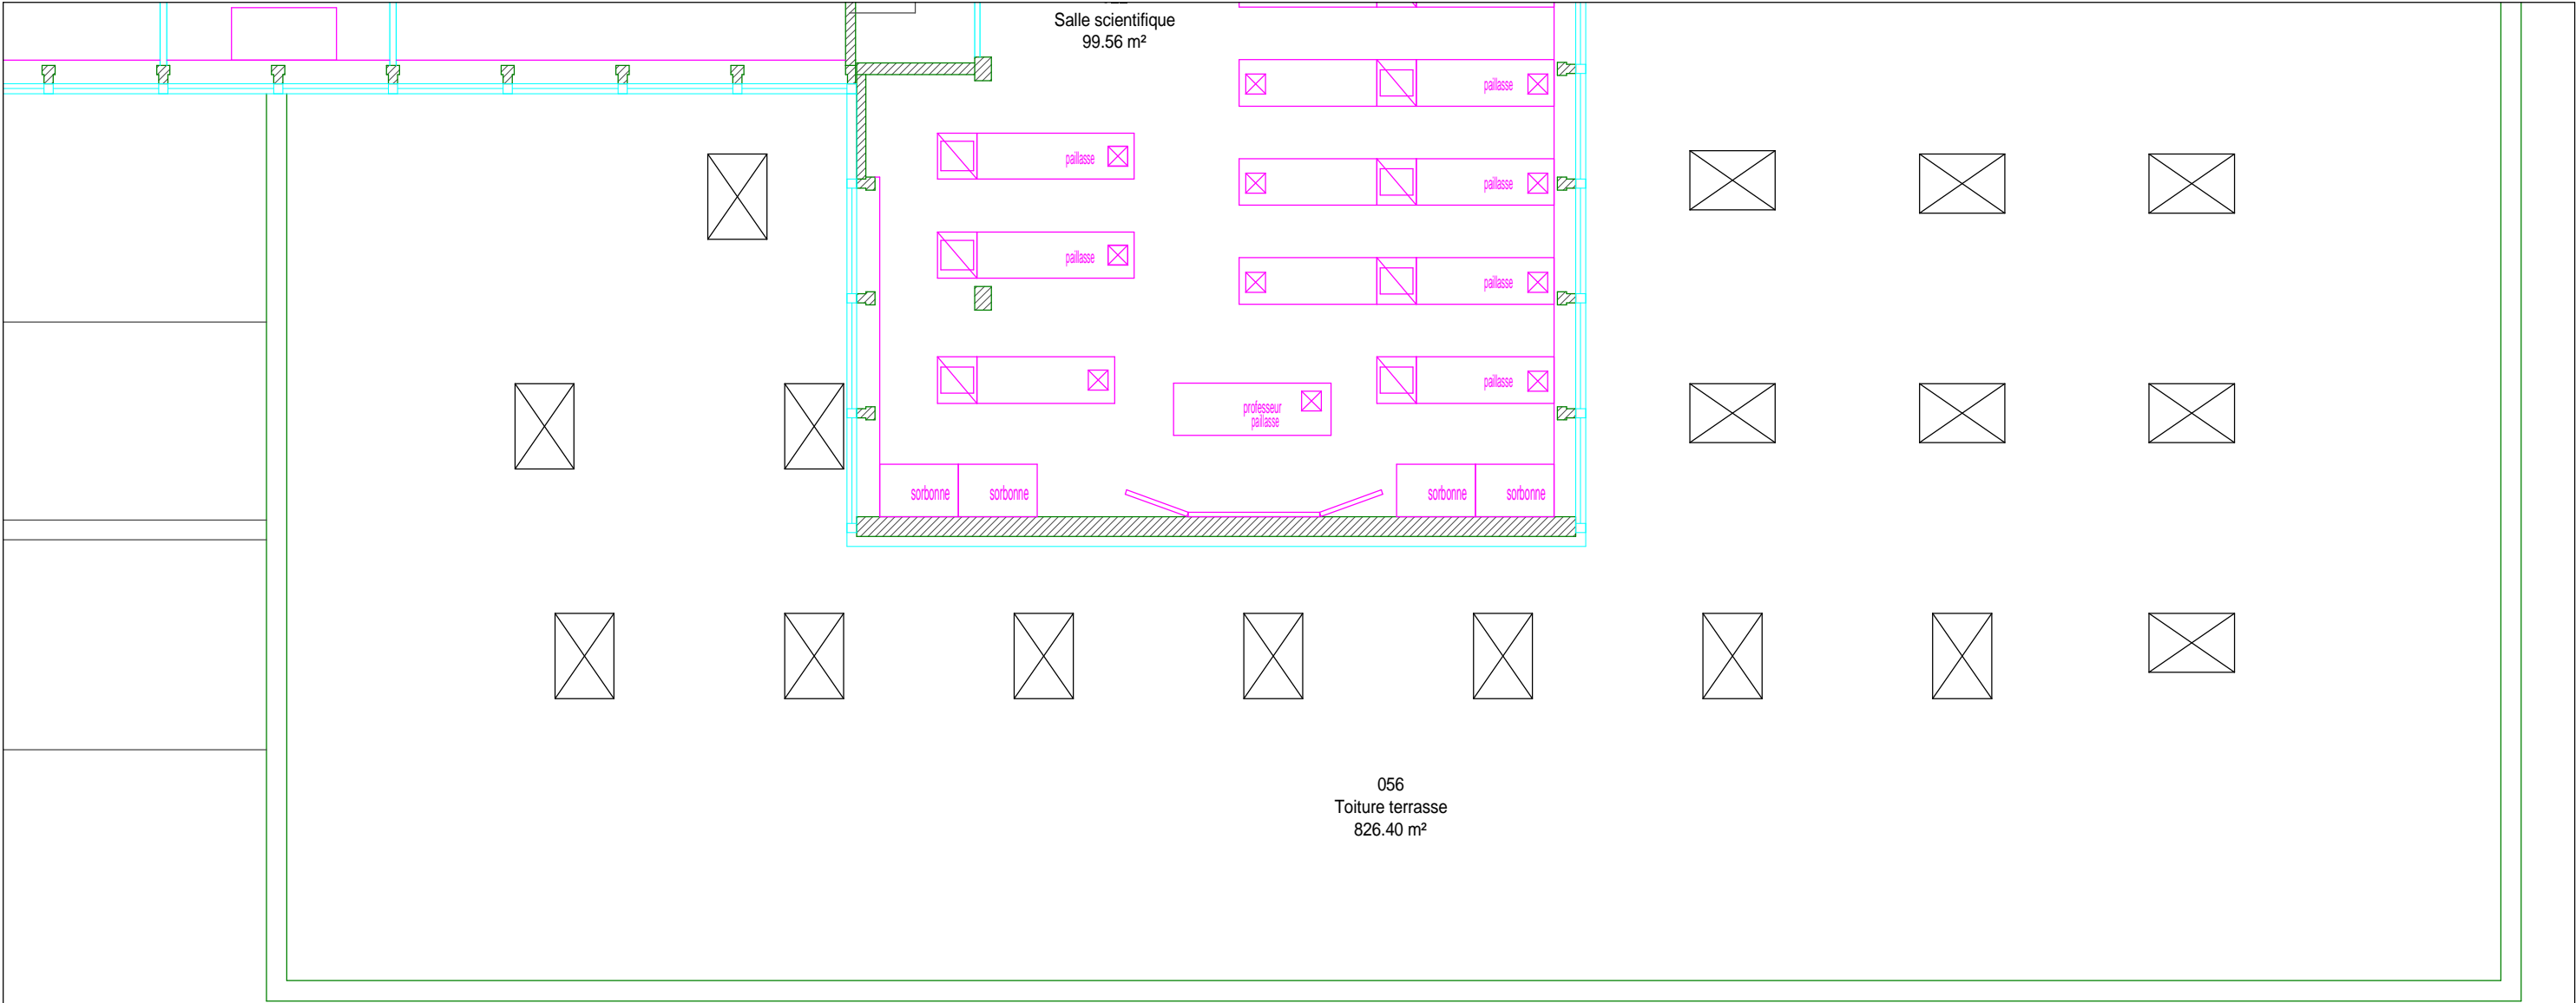 Salle scientifique
99.56 m²
paillasse
paillasse
paillasse
paillasse
paillasse
paillasse
professeur
paillasse
sorbonne
sorbonne
sorbonne
sorbonne
056
Toiture terrasse
826.40 m²